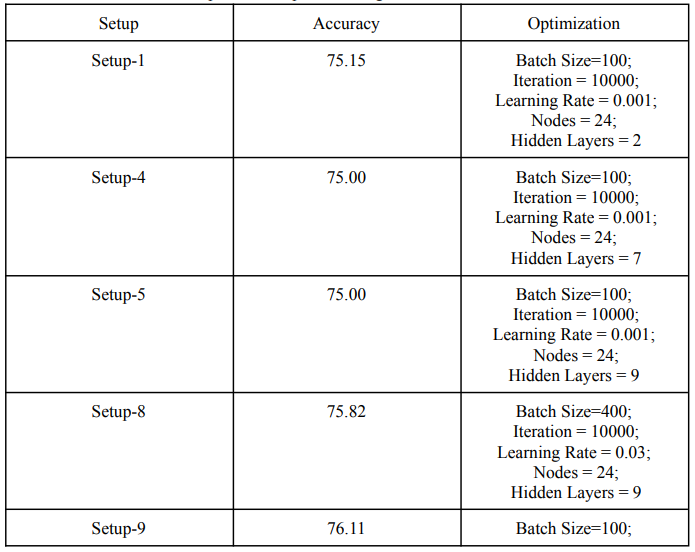 Setup Accuracy Optimization
Setup-1 75.15 Batch Size=100;
Iteration = 10000;
Learning Rate = 0.001;
Nodes = 24;
Hidden Layers = 2
Setup-4 75.00 Batch Size=100;
Iteration = 10000;
Learning Rate = 0.001;
Nodes = 24;
Hidden Layers = 7
Setup-5 75.00 Batch Size=100;
Iteration = 10000;
Learning Rate = 0.001;
Nodes = 24;
Hidden Layers = 9
Setup-8 75.82 Batch Size=400;
Iteration = 10000;
Learning Rate = 0.03;
Nodes = 24;
Hidden Layers = 9
Setup-9 76.11 Batch Size=100;